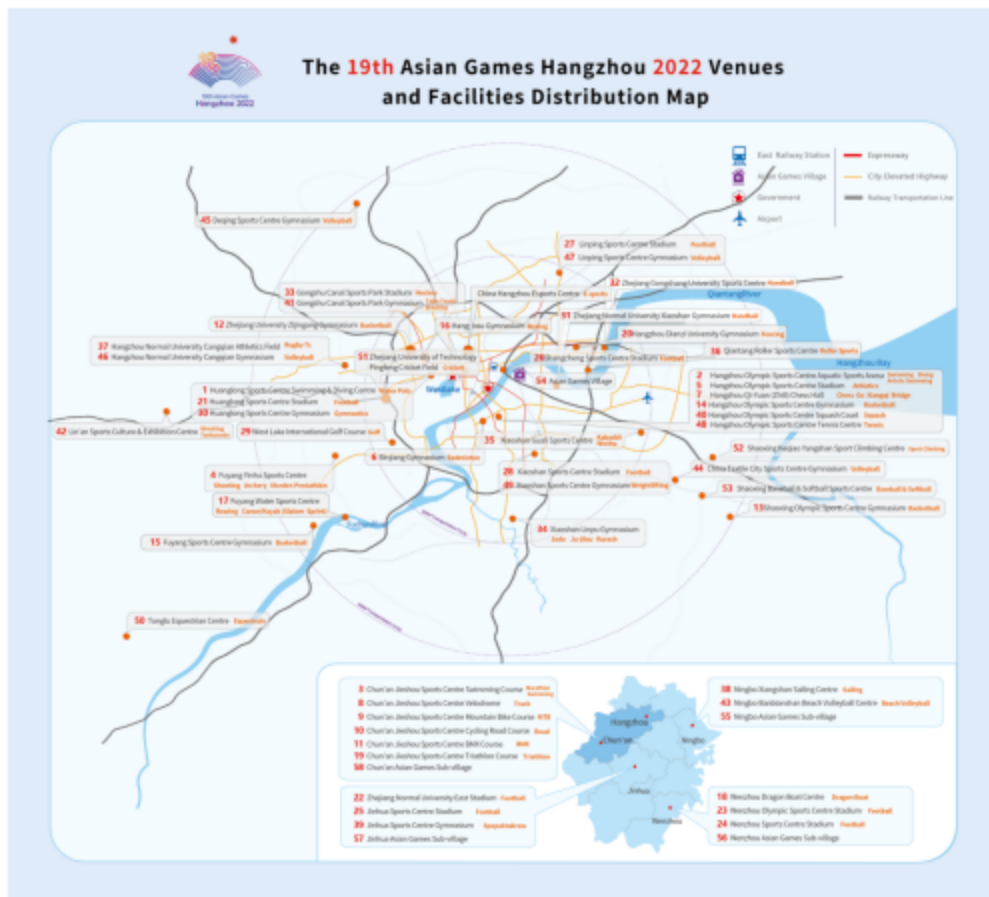 The 19th Asian Games Hangzhou 2022 Venues
and Facilities Distribution Map
19th Asian Games
Hangzhou 2022
East Railway Station
Expressway
Asian Games Village
City Elevated Highway
Government
Railway Transportation Line
Airport
45 Deqing Sports Centre Gymnasium Volleyball
27 Linping Sports Centre Stadium Football
47 Linping Sports Centre Gymnasium Volleyball
32 Zhejiang Gongshang University Sports Centre Handball
33 Gongshu Canal Sports Park Stadium Hockey
Gongshu Canal Sports Park Gymnasium
China Hangzhou Esports Centre E-sports
Qiantang River
31 Zhejiang Normal University Xiaoshan Gymnasium Handball
12 Zhejiang University Zijingang Gymnasium Basketball
16 Hang Gymnasium Boxing
20 Hangzhou Dianzi University Gymnasium Fencing
37 Hangzhou Normal University Cangqian Athletics Field Rugby 7s
46 Hangzhou Normal University Cangqian Gymnasium Volleyball
51 Zhejiang University of Technology
Pingfeng Cricket Field Cricket
Sports Centre Stadium Football
36 Qiantang Roller Sports Centre Roller Sports
Hangzhou Bay
54 Asian Games Village
2 Hangzhou Olympic Sports Centre Aquatic Sports Arena Swimming Diving
Artistic Swimming
5 Hangzhou Olympic Sports Centre Stadium Athletics
7 Hangzhou Qi-Yuan (Zhili) Chess Hall Chess Go Xiangqi Bridge
14 Hangzhou Olympic Sports Centre Gymnasium Basketball
40 Hangzhou Olympic Sports Centre Squash Court Squash
48 Hangzhou Olympic Sports Centre Tennis Centre Tennis
1 Huanglong Sports Centre Swimming & Diving Centre Water Polo
21 Huanglong Sports Centre Stadium Football
30 Huanglong Sports Centre Gymnasium Gymnastics
West Lake
42 Lin'an Sports Culture & Exhibition Centre Wrestling
Taekwondo
29 West Lake International Golf Course Golf
35 Xiaoshan Guali Sports Centre Kabaddi
Wushu
6 Binjiang Gymnasium Badminton
52 Shaoxing Keqiao Yangshan Sport Climbing Centre Sport Climbing
4 Fuyang Yinhu Sports Centre
Shooting Archery Modern Pentathlon
28 Xiaoshan Sports Centre Stadium Football
49 Xiaoshan Sports Centre Gymnasium Weightlifting
44 China Textile City Sports Centre Gymnasium Volleyball
53 Shaoxing Baseball & Softball Sports Centre Baseball & Softball
17 Fuyang Water Sports Centre
Rowing Canoe/Kayak (Slalom Sprint)
13 Shaoxing Olympic Sports Centre Gymnasium Basketball
34 Xiaoshan Linpu Gymnasium
Judo Ju-jitsu Kurash
15 Fuyang Sports Centre Gymnasium Basketball
50 Tonglu Equestrian Centre Equestrian
3 Chun'an Jieshou Sports Centre Swimming Course Marathon
Swimming
8 Chun'an Jieshou Sports Centre Velodrome Track
9 Chun'an Jieshou Sports Centre Mountain Bike Course MTB
10 Chun'an Jieshou Sports Centre Cycling Road Course Road
11 Chun'an Jieshou Sports Centre BMX Course BMX
19 Chun'an Jieshou Sports Centre Triathlon Course Triathlon
58 Chun'an Asian Games Sub-village
22 Zhejiang Normal University East Stadium Football
25 Jinhua Sports Centre Stadium Football
39 Jinhua Sports Centre Gymnasium Sepaktakraw
57 Jinhua Asian Games Sub-village
Hangzhou
Chun'an
Ningbo
Jinhua
Wenzhou
38 Ningbo Xiangshan Sailing Centre Sailing
43 Ningbo Banbianshan Beach Volleyball Centre Beach Volleyball
55 Ningbo Asian Games Sub-village
18 Wenzhou Dragon Boat Centre Dragon Boat
23 Wenzhou Olympic Sports Centre Stadium Football
24 Wenzhou Sports Centre Stadium Football
56 Wenzhou Asian Games Sub-village